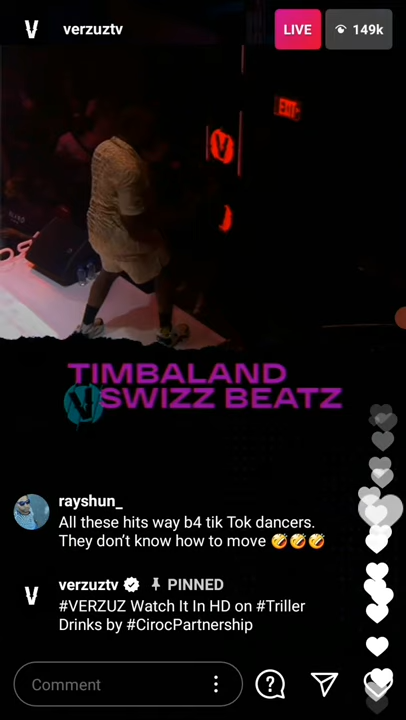 verzuztv
LIVE
149k
EXIT
V
TIMBALAND
V SWIZZ BEATZ
rayshun_
All these hits way b4 tik Tok dancers.
They don't know how to move 🤣🤣🤣
verzuztv PINNED
#VERZUZ Watch It In HD on #Triller
Drinks by #CirocPartnership
Comment